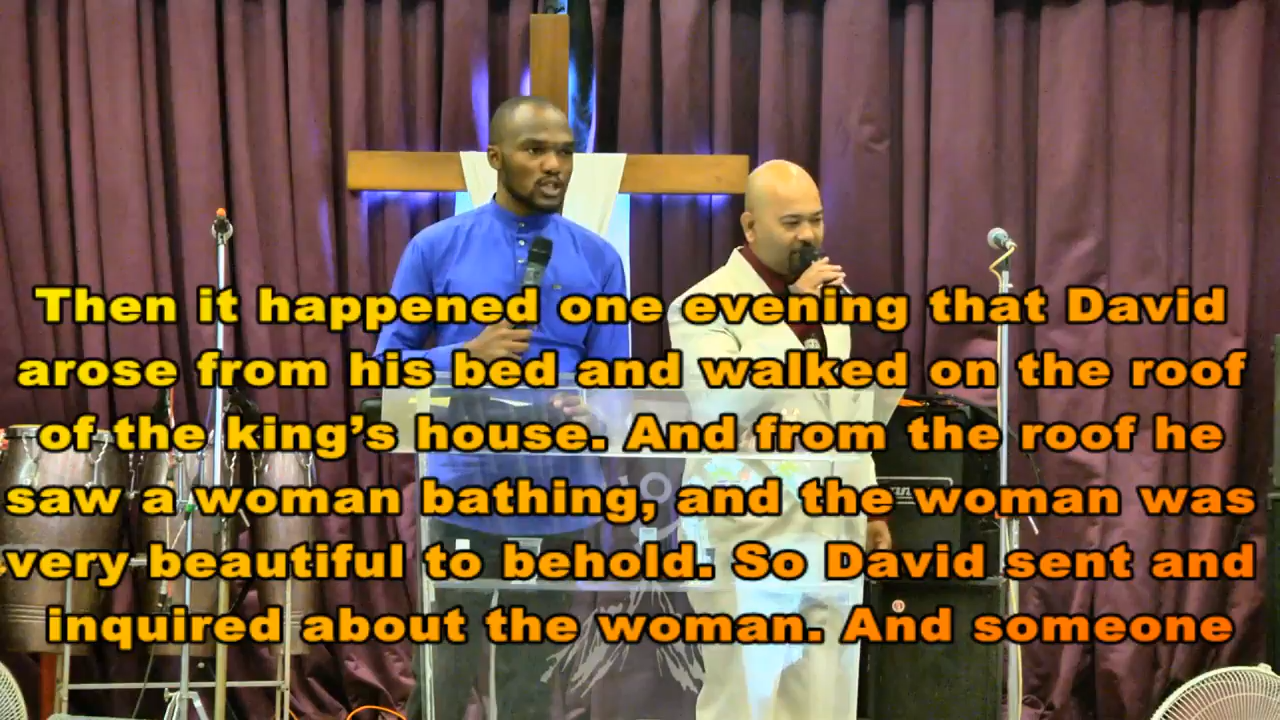 Then it happened one evening that David
arose from his bed and walked on the roof
of the king’s house. And from the roof he
saw a woman bathing, and the woman was
very beautiful to behold. So David sent and
inquired about the woman. And someone